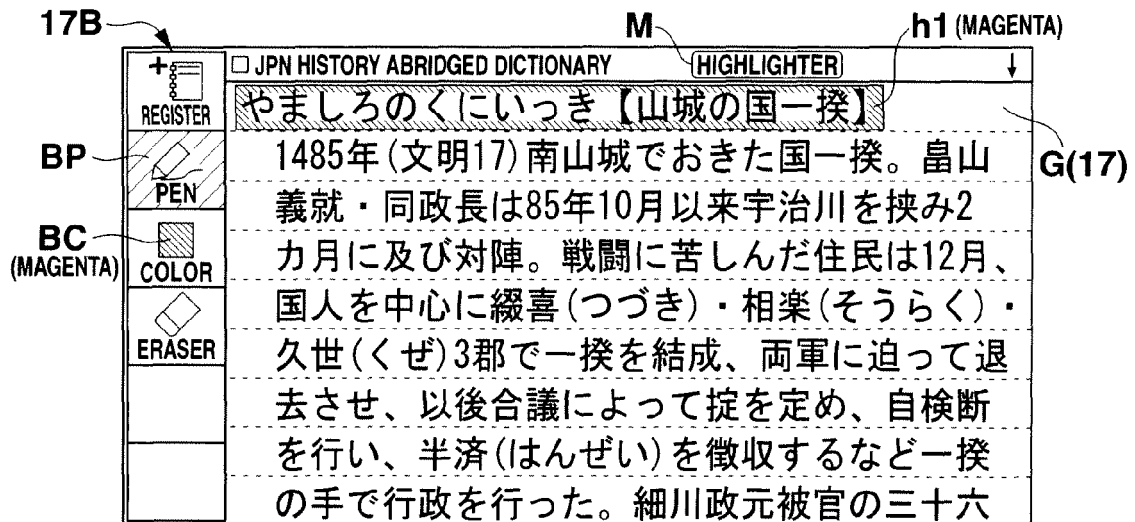 17B
M
h1 (MAGENTA)
□ JPN HISTORY ABRIDGED DICTIONARY
HIGHLIGHTER
↓
+
REGISTER
やましろのくにいっき【山城の国一揆】
BP
PEN
1485年(文明17)南山城でおきた国一揆。畠山
G(17)
義就・同政長は85年10月以来宇治川を挟み2
BC
(MAGENTA)
COLOR
カ月に及び対陣。戦闘に苦しんだ住民は12月、
国人を中心に綴喜(つづき)・相楽(そうらく)・
ERASER
久世(くぜ)3郡で一揆を結成、両軍に迫って退
去させ、以後合議によって掟を定め、自検断
を行い、半済(はんぜい)を徴収するなど一揆
の手で行政を行った。細川政元被官の三十六